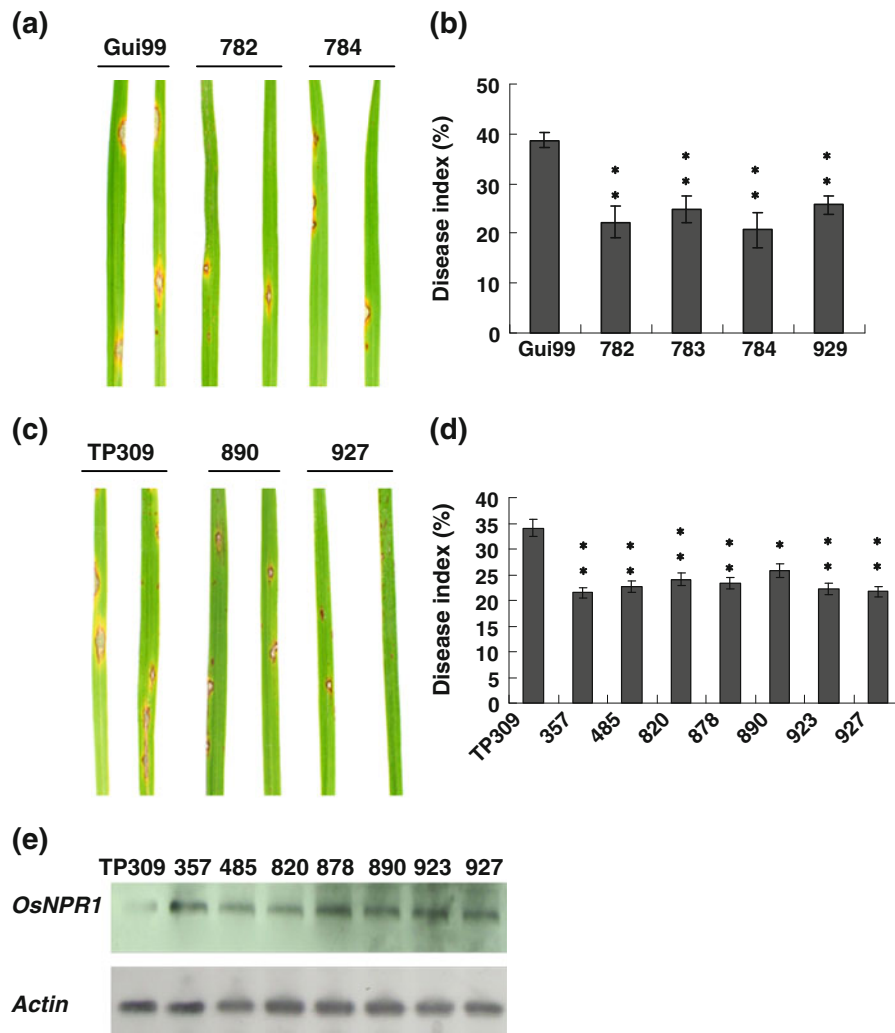 (a)
Gui99 782 784
(b)
Disease index (%)
50
40
30
20
10
0
* * * *
* * * *
Gui99 782 783 784 929
(c)
TP309 890 927
(d)
Disease index (%)
40
35
30
25
20
15
10
5
0
* * * * * * *
* * * * * *
TP309 357 485 820 878 890 923 927
(e)
TP309 357 485 820 878 890 923 927
OsNPR1
Actin